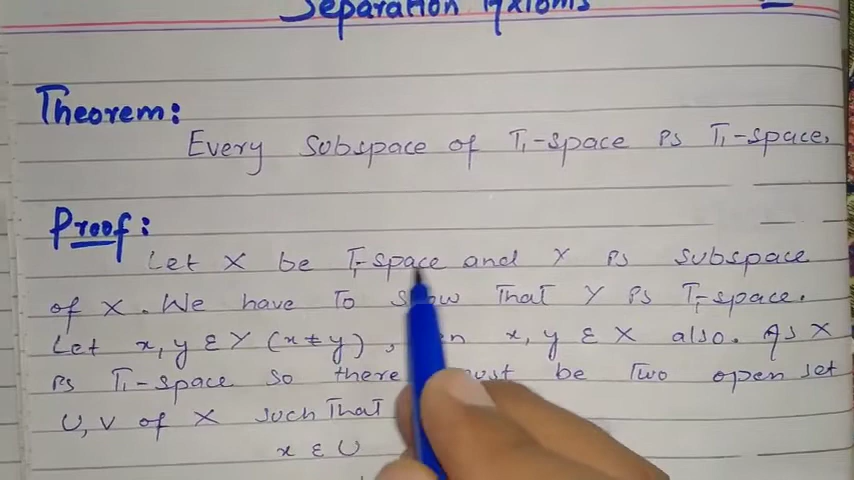 Separation Axioms
Theorem:
Every Subspace of T₁-space is T₁-space.
Proof:
Let X be T₁-space and Y is subspace
of X. We have To show That Y is T₁-space.
Let x, y ε Y (x ≠ y), x, y ε X also. As X
is T₁-space so there must be Two open set
U, V of X such That
x ε U